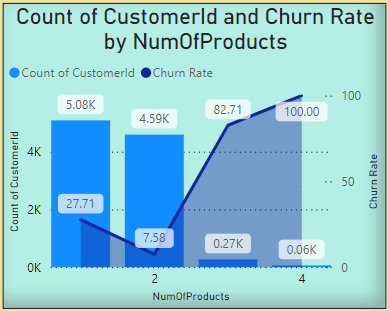 Count of CustomerId and Churn Rate
by NumOfProducts
Count of CustomerId Churn Rate
5.08K
4.59K
82.71
100.00
100
4K
27.71
50
2K
7.58
0.27K
0.06K
0K
0
2
4
NumOfProducts
Count of CustomerId
Churn Rate